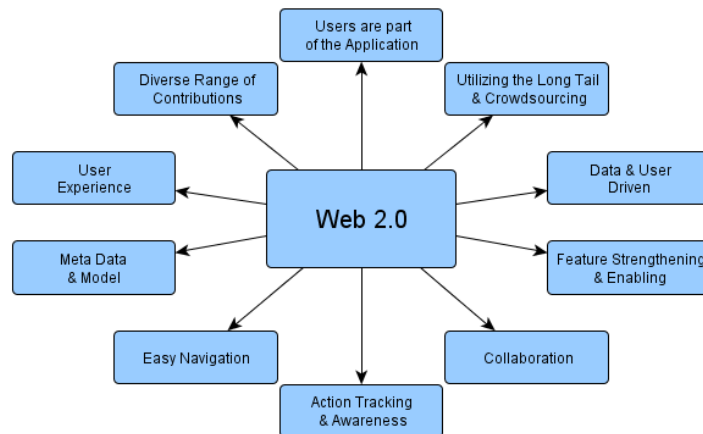 Users are part
of the Application
Diverse Range of
Contributions
Utilizing the Long Tail
& Crowdsourcing
User
Experience
Data & User
Driven
Web 2.0
Meta Data
& Model
Feature Strengthening
& Enabling
Easy Navigation
Collaboration
Action Tracking
& Awareness